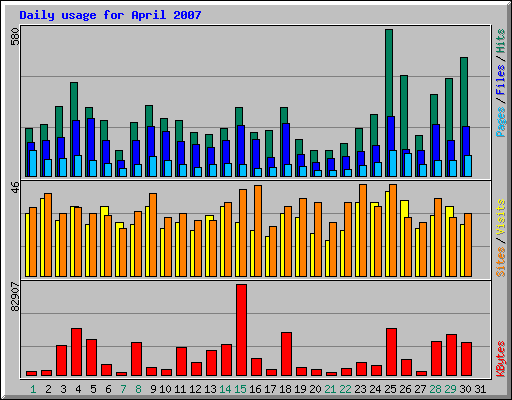 Daily usage for April 2007
580
Pages / Files / Hits
46
Sites / Visits
82907
KBytes
1 2 3 4 5 6 7 8 9 10 11 12 13 14 15 16 17 18 19 20 21 22 23 24 25 26 27 28 29 30 31